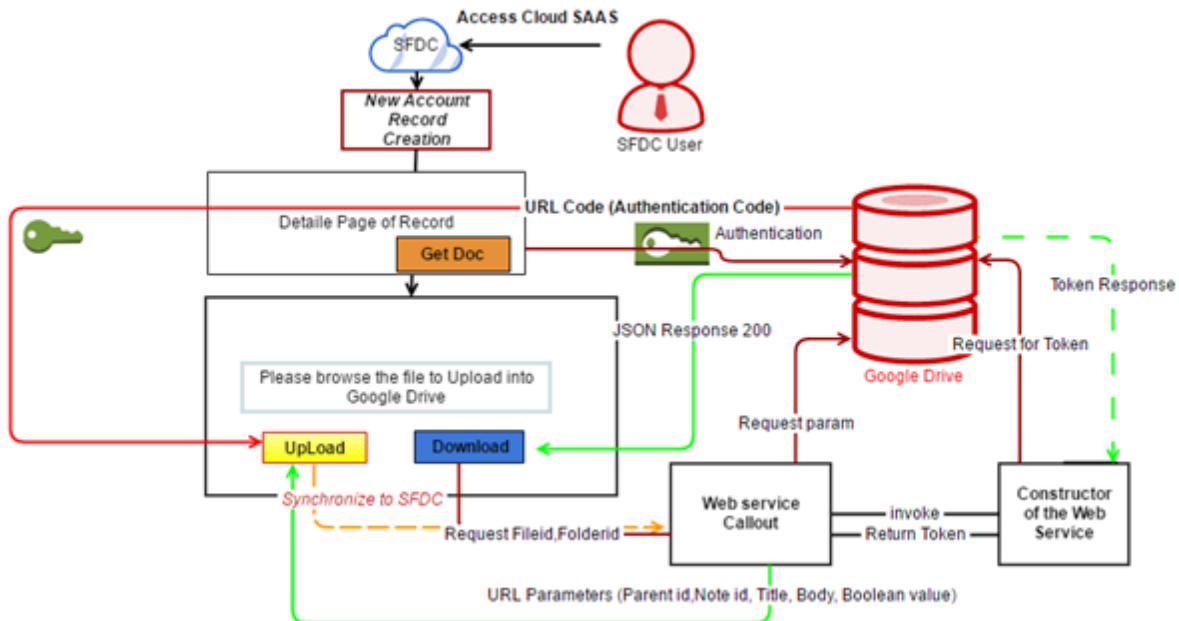 Access Cloud SAAS
SFDC
New Account
Record
Creation
SFDC User
URL Code (Authentication Code)
Detaile Page of Record
Get Doc
Authentication
Token Response
JSON Response 200
Request for Token
Please browse the file to Upload into
Google Drive
Google Drive
Request param
UpLoad
Download
Synchronize to SFDC
Web service
Callout
Constructor
of the Web
Service
invoke
Request Fileid,Folderid
Return Token
URL Parameters (Parent id,Note id, Title, Body, Boolean value)